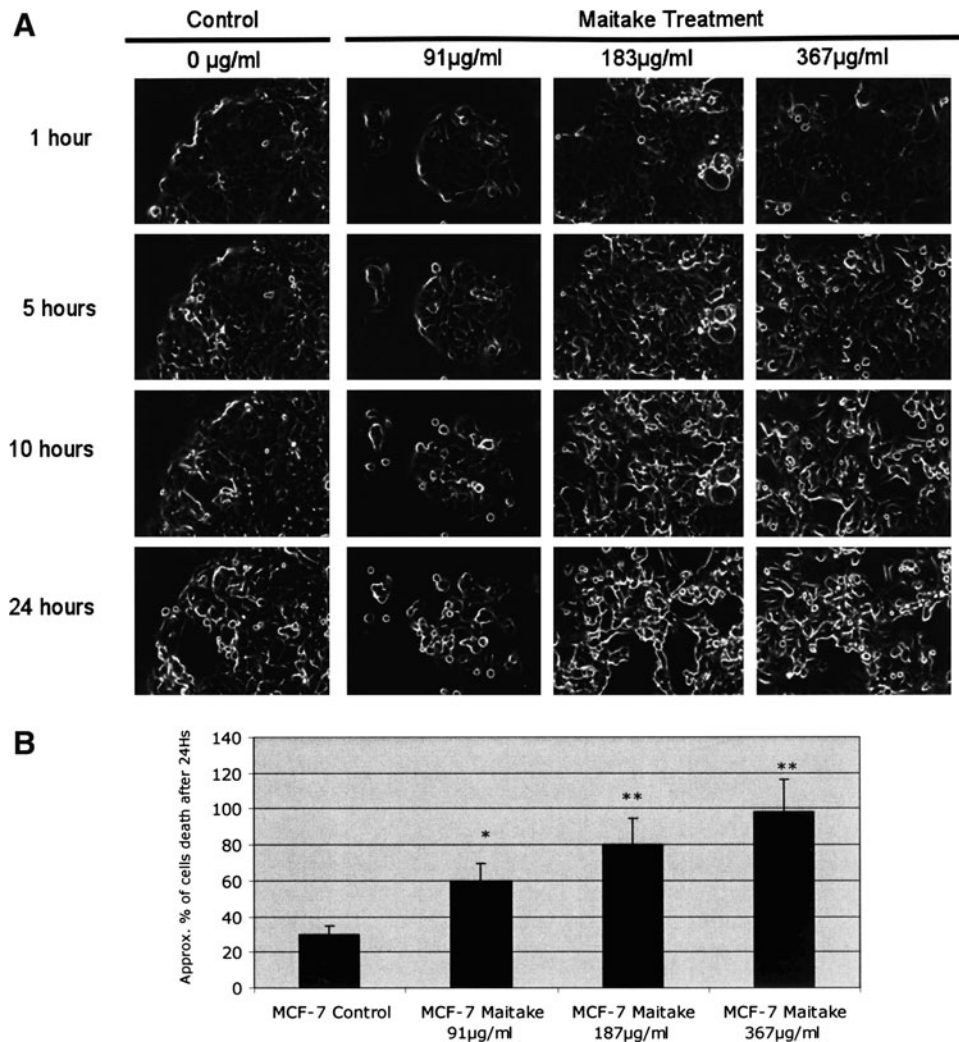 A
Control
Maitake Treatment
0 µg/ml
91µg/ml
183µg/ml
367µg/ml
1 hour
5 hours
10 hours
24 hours
B
Approx. % of cells death after 24Hs
140
120
100
80
60
40
20
0
*
**
**
MCF-7 Control
MCF-7 Maitake
91µg/ml
MCF-7 Maitake
187µg/ml
MCF-7 Maitake
367µg/ml